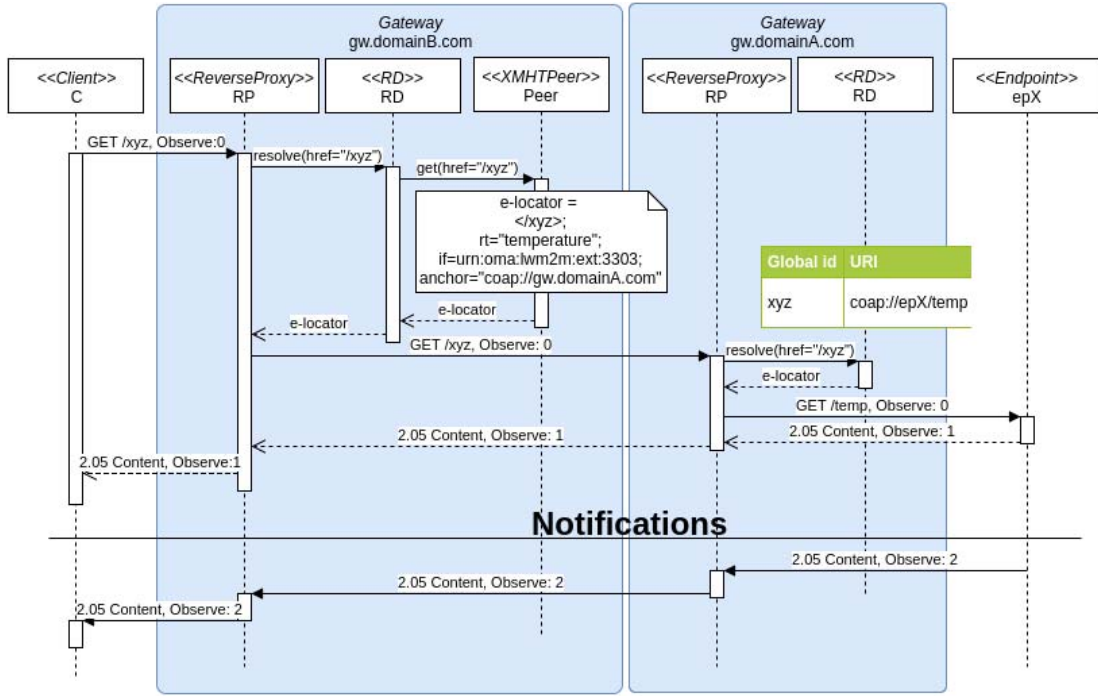 Gateway
gw.domainB.com
Gateway
gw.domainA.com
<<Client>>
C
<<ReverseProxy>>
RP
<<RD>>
RD
<<XMHTPeer>>
Peer
<<ReverseProxy>>
RP
<<RD>>
RD
<<Endpoint>>
epX
GET /xyz, Observe:0
resolve(href="/xyz")
get(href="/xyz")
e-locator =
</xyz>;
rt="temperature";
if=urn:oma:lwm2m:ext:3303;
anchor="coap://gw.domainA.com"
Global id URI
xyz coap://epX/temp
e-locator
e-locator
GET /xyz, Observe: 0
resolve(href="/xyz")
e-locator
GET /temp, Observe: 0
2.05 Content, Observe: 1
2.05 Content, Observe: 1
2.05 Content, Observe:1
Notifications
2.05 Content, Observe: 2
2.05 Content, Observe: 2
2.05 Content, Observe: 2